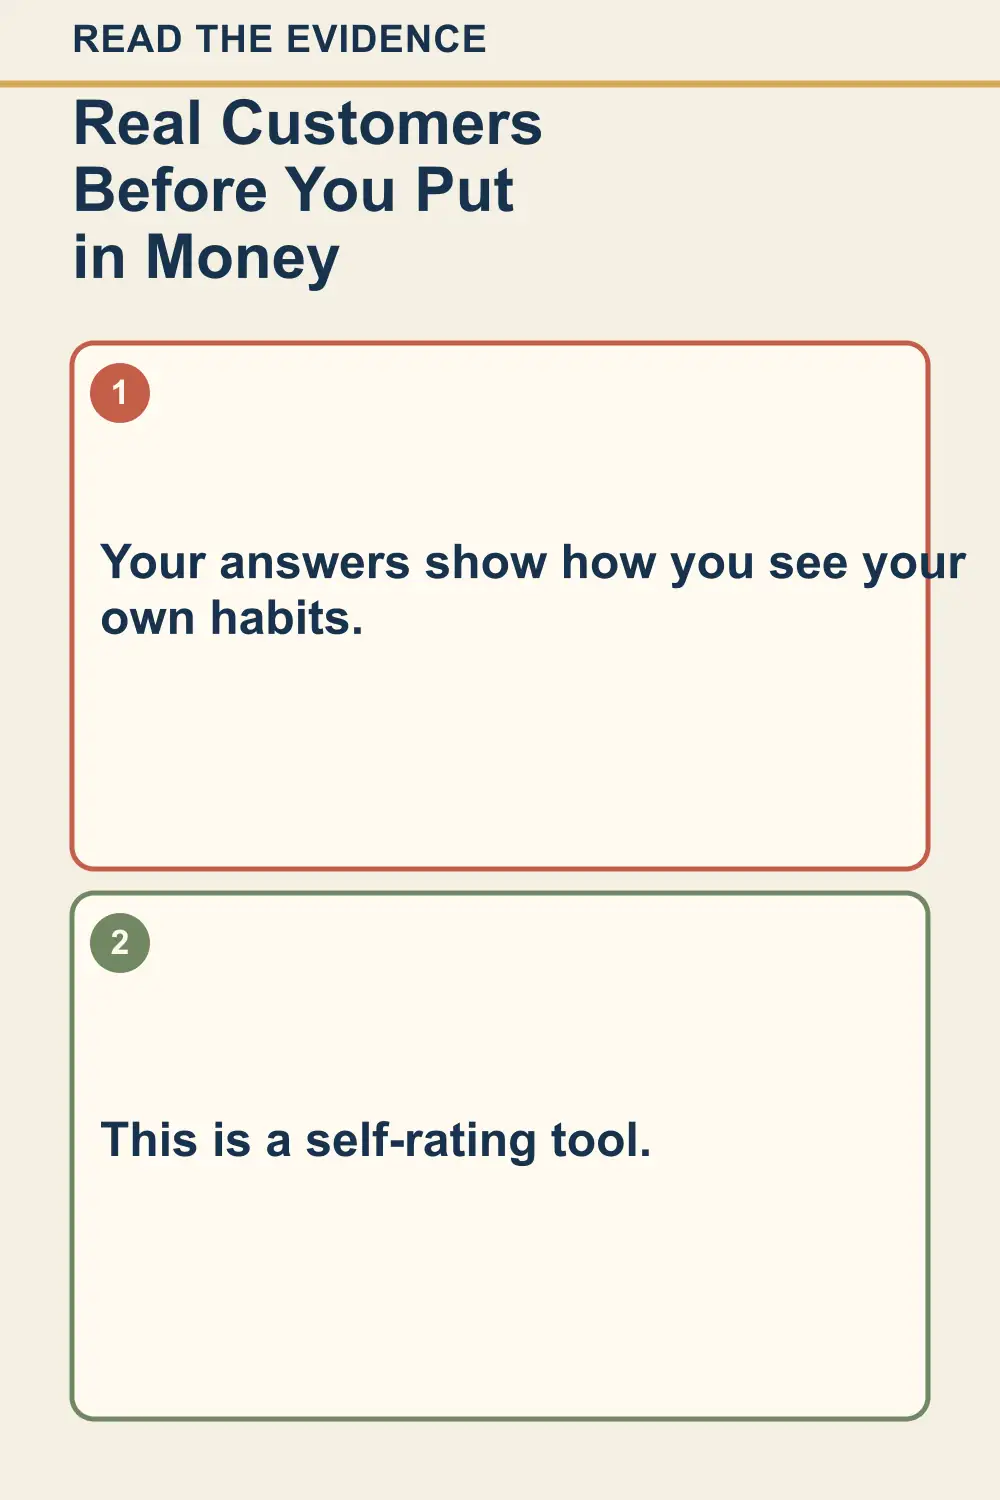 READ THE EVIDENCE
Real Customers
Before You Put
in Money
1
Your answers show how you see your
own habits.
2
This is a self-rating tool.